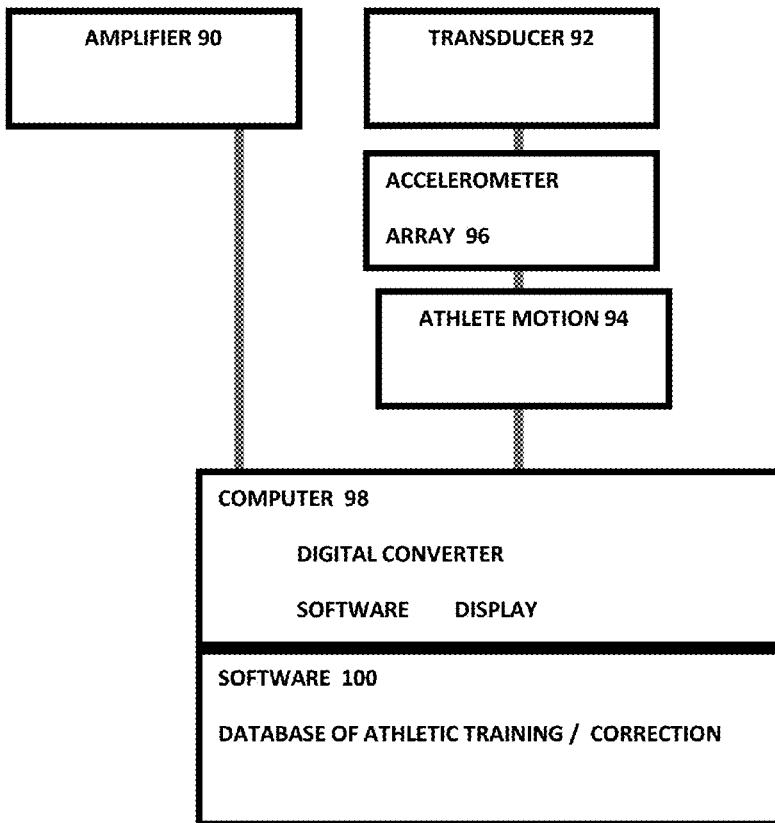 AMPLIFIER 90
TRANSDUCER 92
ACCELEROMETER
ARRAY 96
ATHLETE MOTION 94
COMPUTER 98
DIGITAL CONVERTER
SOFTWARE DISPLAY
SOFTWARE 100
DATABASE OF ATHLETIC TRAINING / CORRECTION